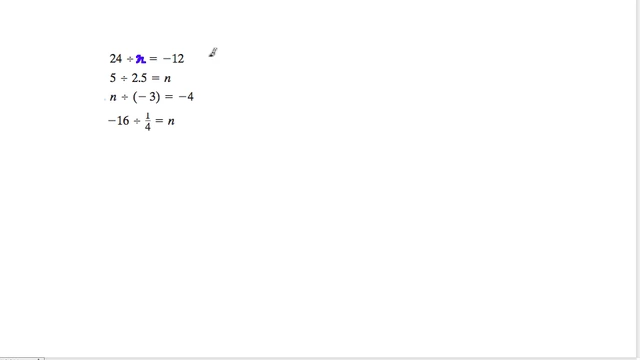 24 ÷ n = −12
5 ÷ 2.5 = n
n ÷ (− 3) = −4
−16 ÷ 1/4 = n